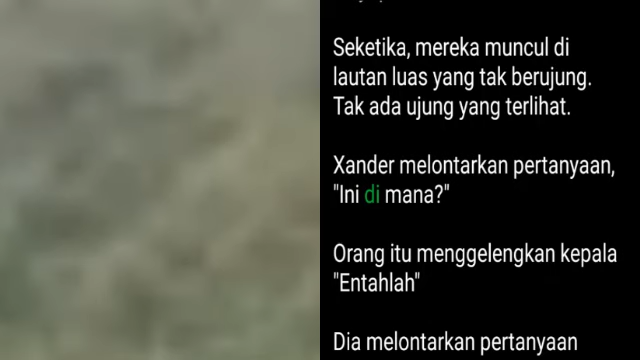 Seketika, mereka muncul di
lautan luas yang tak berujung.
Tak ada ujung yang terlihat.
Xander melontarkan pertanyaan,
"Ini di mana?"
Orang itu menggelengkan kepala
"Entahlah"
Dia melontarkan pertanyaan